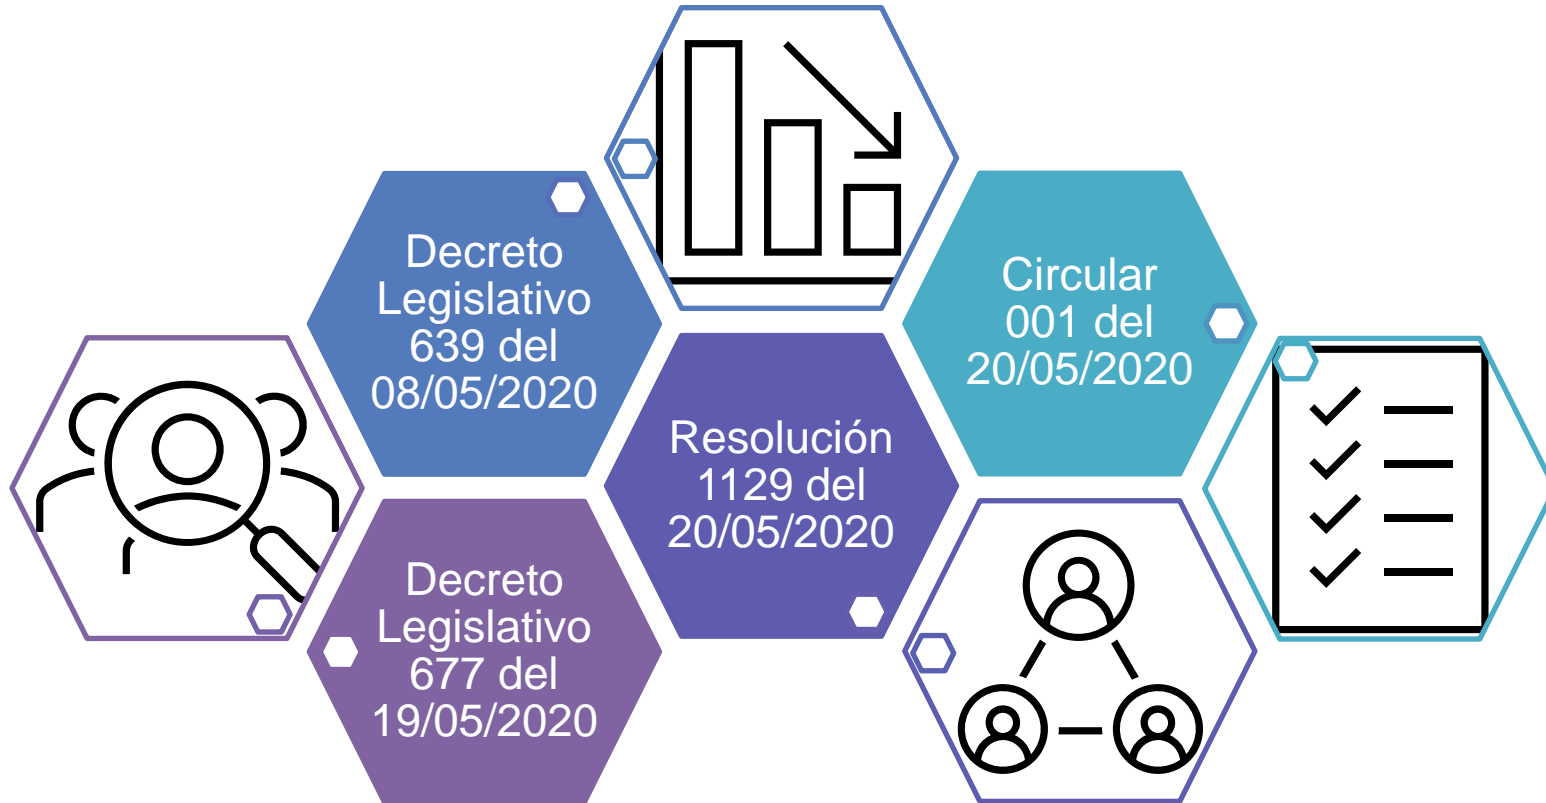 Decreto
Legislativo
639 del
08/05/2020
Decreto
Legislativo
677 del
19/05/2020
Resolución
1129 del
20/05/2020
Circular
001 del
20/05/2020